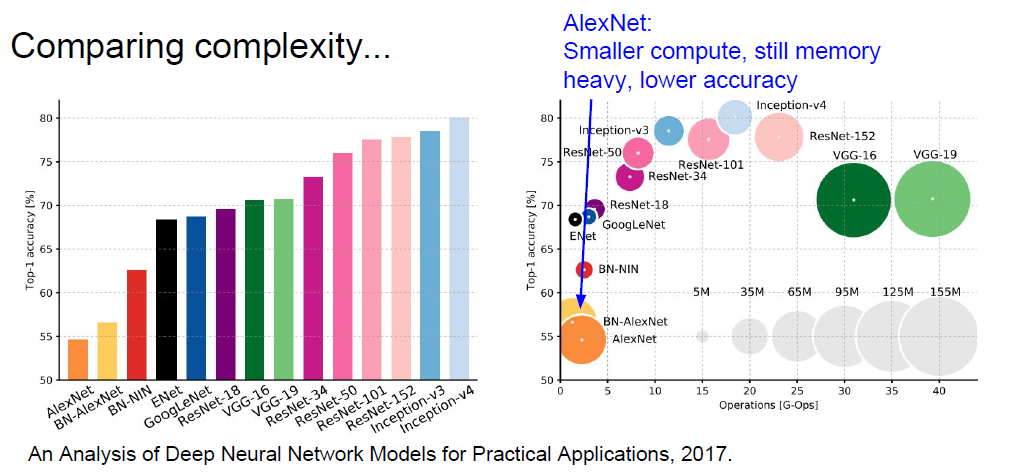 Comparing complexity...
AlexNet:
Smaller compute, still memory
heavy, lower accuracy
Top-1 accuracy [%]
80
75
70
65
60
55
50
AlexNet
BN-AlexNet
BN-NIN
ENet
GoogLeNet
ResNet-18
VGG-16
VGG-19
ResNet-34
ResNet-50
ResNet-101
ResNet-152
Inception-v3
Inception-v4
Top-1 accuracy [%]
80
75
70
65
60
55
50
Inception-v4
Inception-v3
ResNet-152
ResNet-50
ResNet-101
VGG-16
VGG-19
ResNet-34
ResNet-18
GoogLeNet
ENet
BN-NIN
5M
35M
65M
95M
125M
155M
BN-AlexNet
AlexNet
0
5
10
15
20
25
30
35
40
Operations [G-Ops]
An Analysis of Deep Neural Network Models for Practical Applications, 2017.